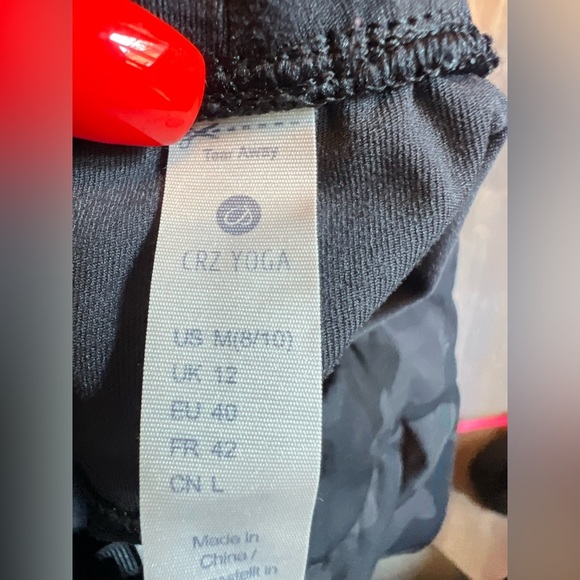 Tear Away
CRZ YOGA
US M(8/10)
UK 12
EU 40
FR 42
CN L
Made in
China /